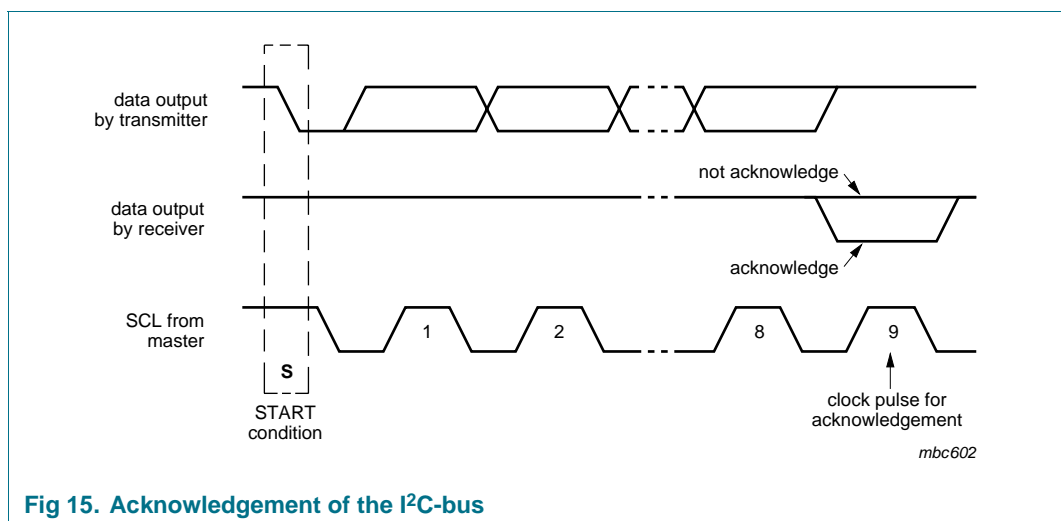 data output
by transmitter
not acknowledge
data output
by receiver
acknowledge
SCL from
master
1
2
8
9
S
START
condition
clock pulse for
acknowledgement
mbc602
Fig 15. Acknowledgement of the I²C-bus